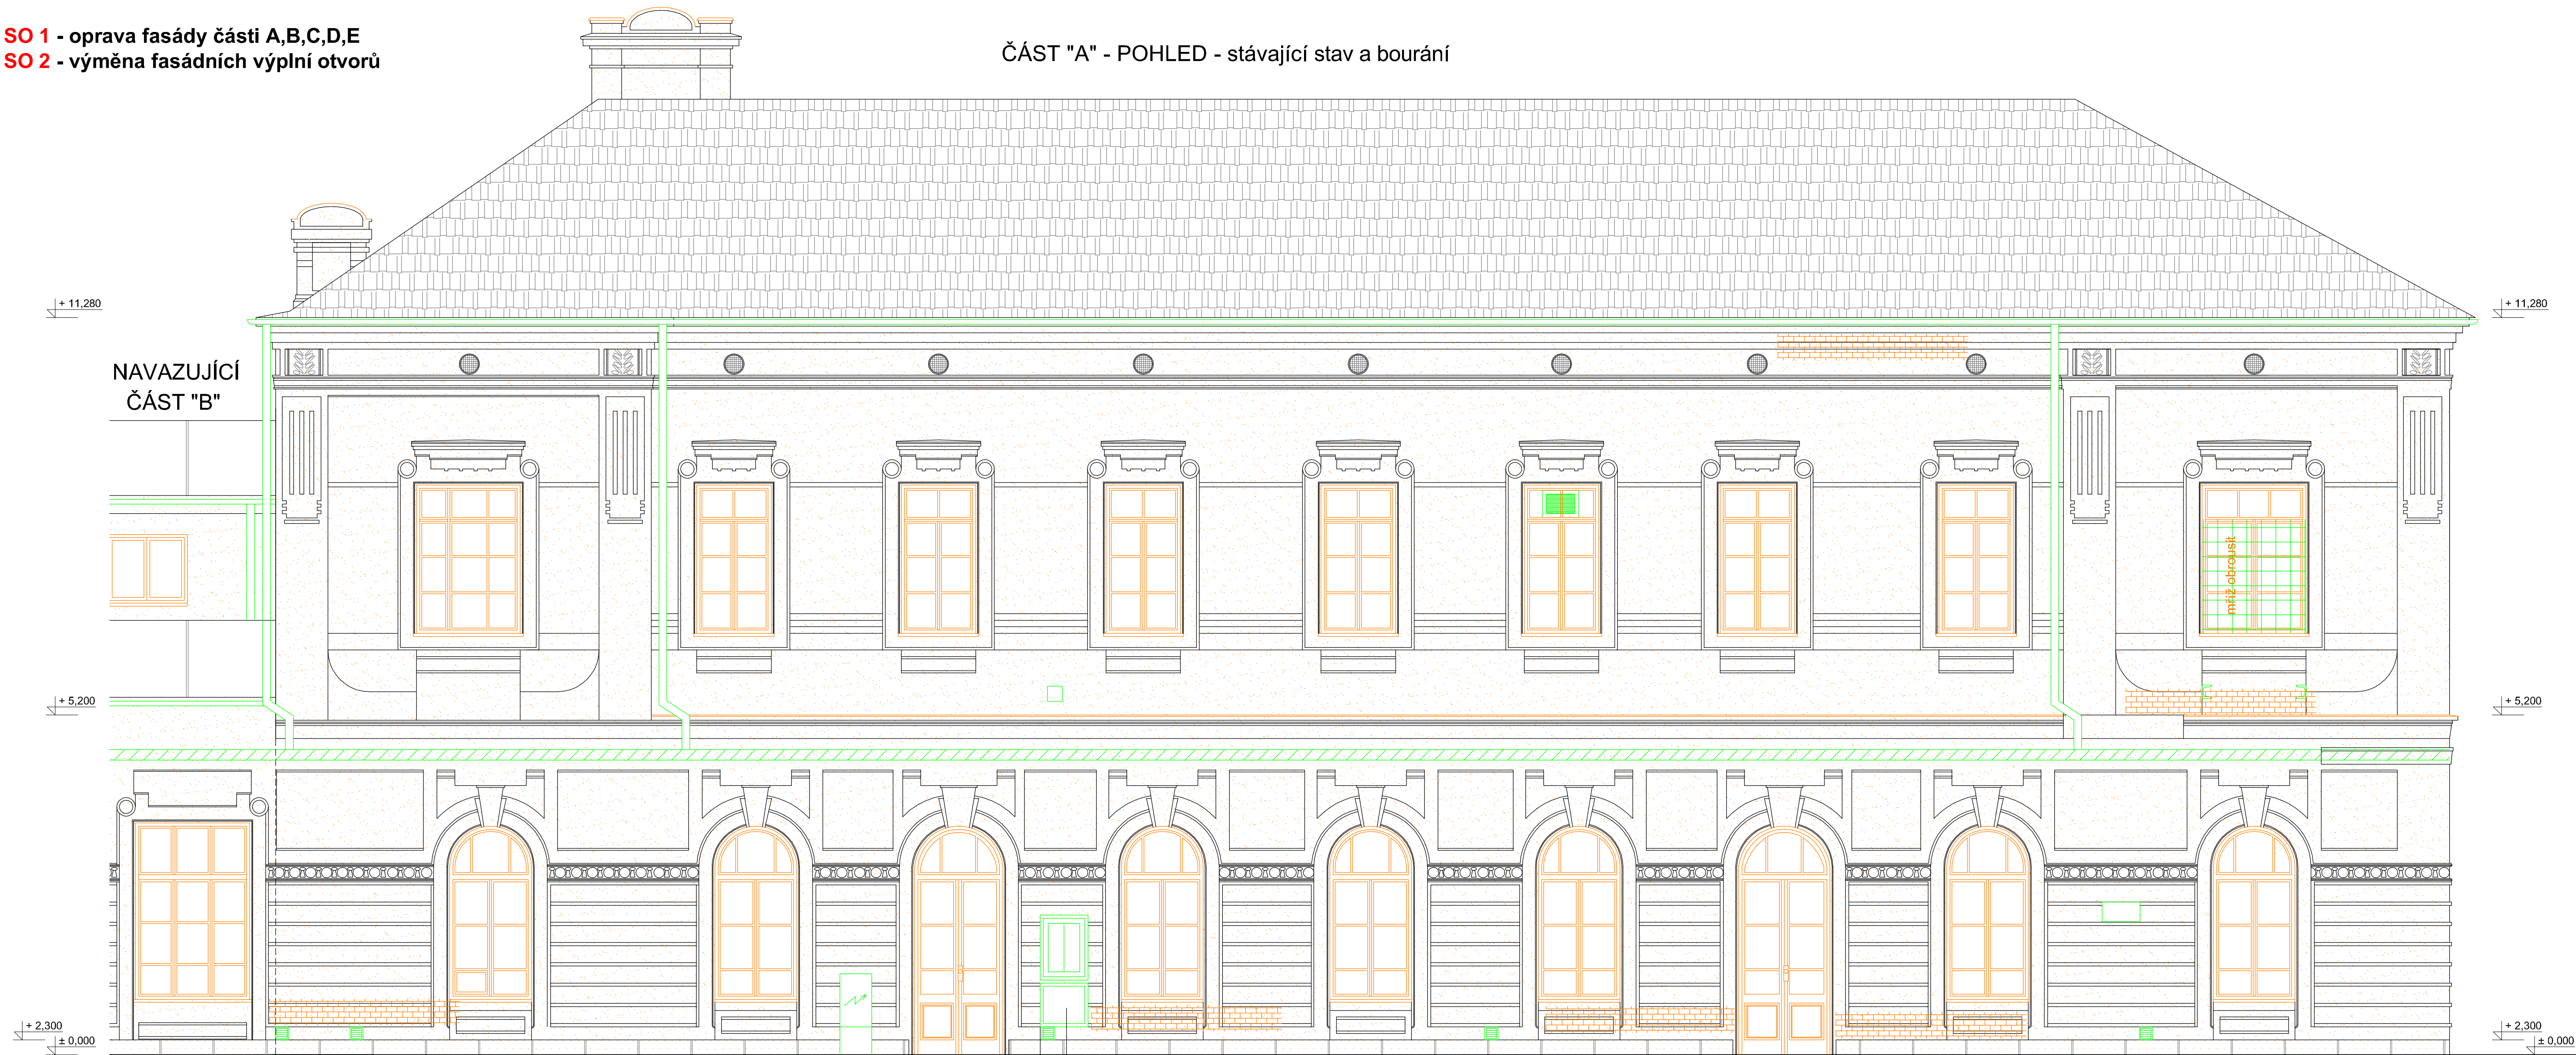 SO 1 - oprava fasády části A,B,C,D,E
SO 2 - výměna fasádních výplní otvorů
ČÁST "A" - POHLED - stávající stav a bourání
+ 11,280
+ 11,280
NAVAZUJÍCÍ
ČÁST "B"
mříž obrousit
+ 5,200
+ 5,200
+ 2,300
± 0,000
+ 2,300
± 0,000